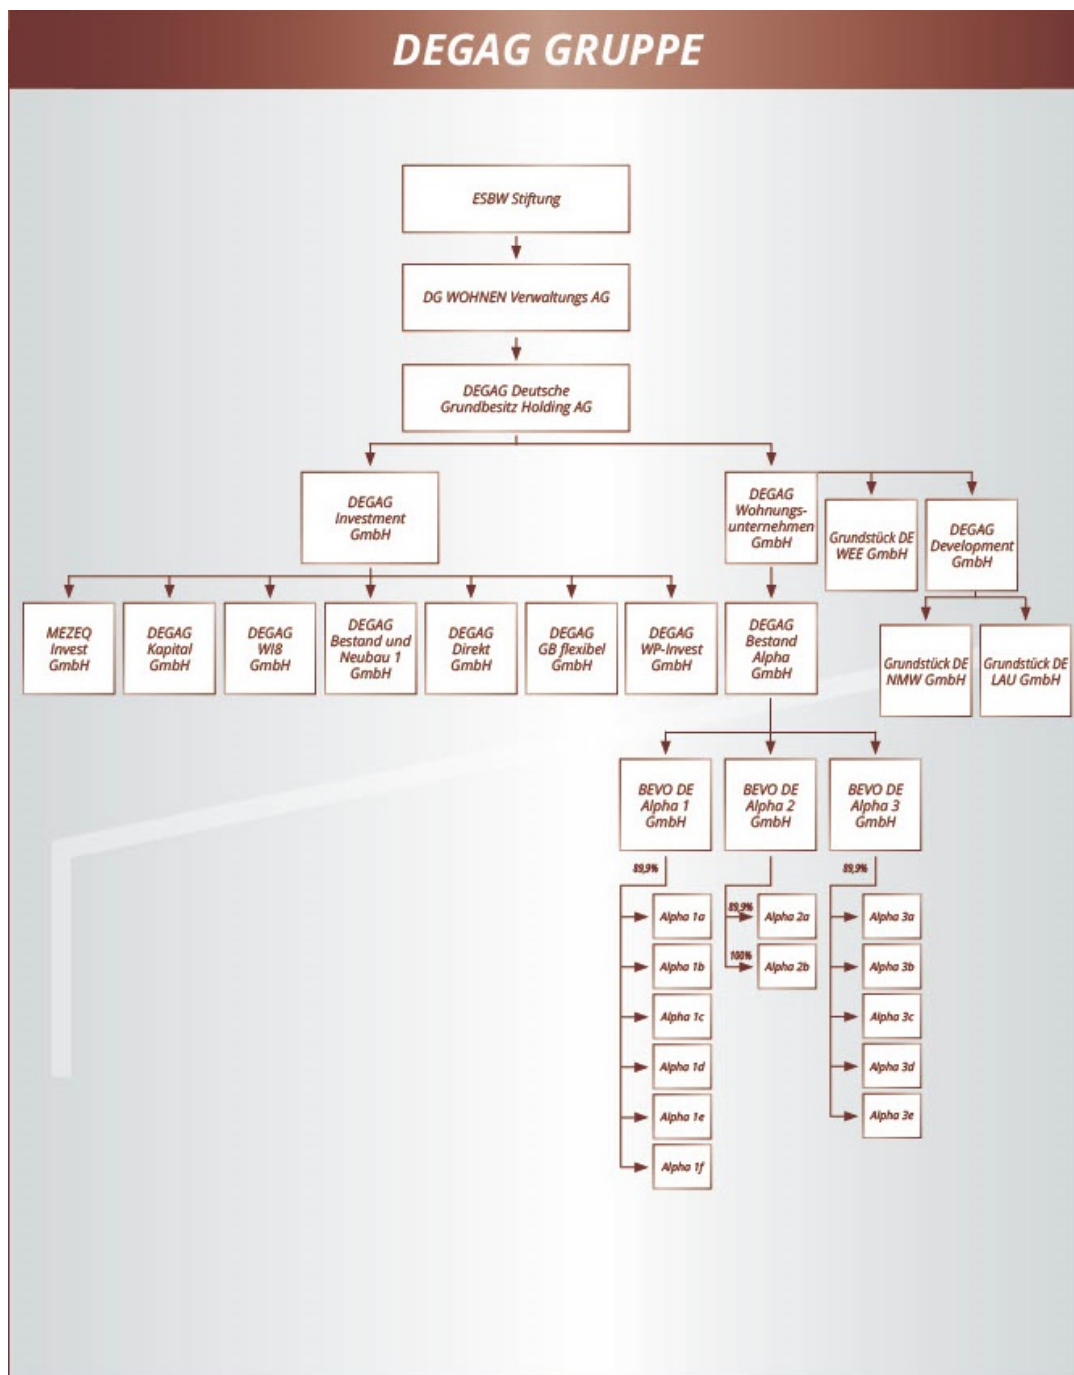 DEGAG GRUPPE
ESBW Stiftung
DG WOHNEN Verwaltungs AG
DEGAG Deutsche
Grundbesitz Holding AG
DEGAG
Investment
GmbH
DEGAG
Wohnungs-
unternehmen
GmbH
Grundstück DE
WEE GmbH
DEGAG
Development
GmbH
MEZEQ
Invest
GmbH
DEGAG
Kapital
GmbH
DEGAG
WI8
GmbH
DEGAG
Bestand und
Neubau 1
GmbH
DEGAG
Direkt
GmbH
DEGAG
GB flexibel
GmbH
DEGAG
WP-Invest
GmbH
DEGAG
Bestand
Alpha
GmbH
Grundstück DE
NMW GmbH
Grundstück DE
LAU GmbH
BEVO DE
Alpha 1
GmbH
BEVO DE
Alpha 2
GmbH
BEVO DE
Alpha 3
GmbH
89,9%
Alpha 1a
Alpha 1b
Alpha 1c
Alpha 1d
Alpha 1e
Alpha 1f
89,9%
Alpha 2a
100%
Alpha 2b
89,9%
Alpha 3a
Alpha 3b
Alpha 3c
Alpha 3d
Alpha 3e